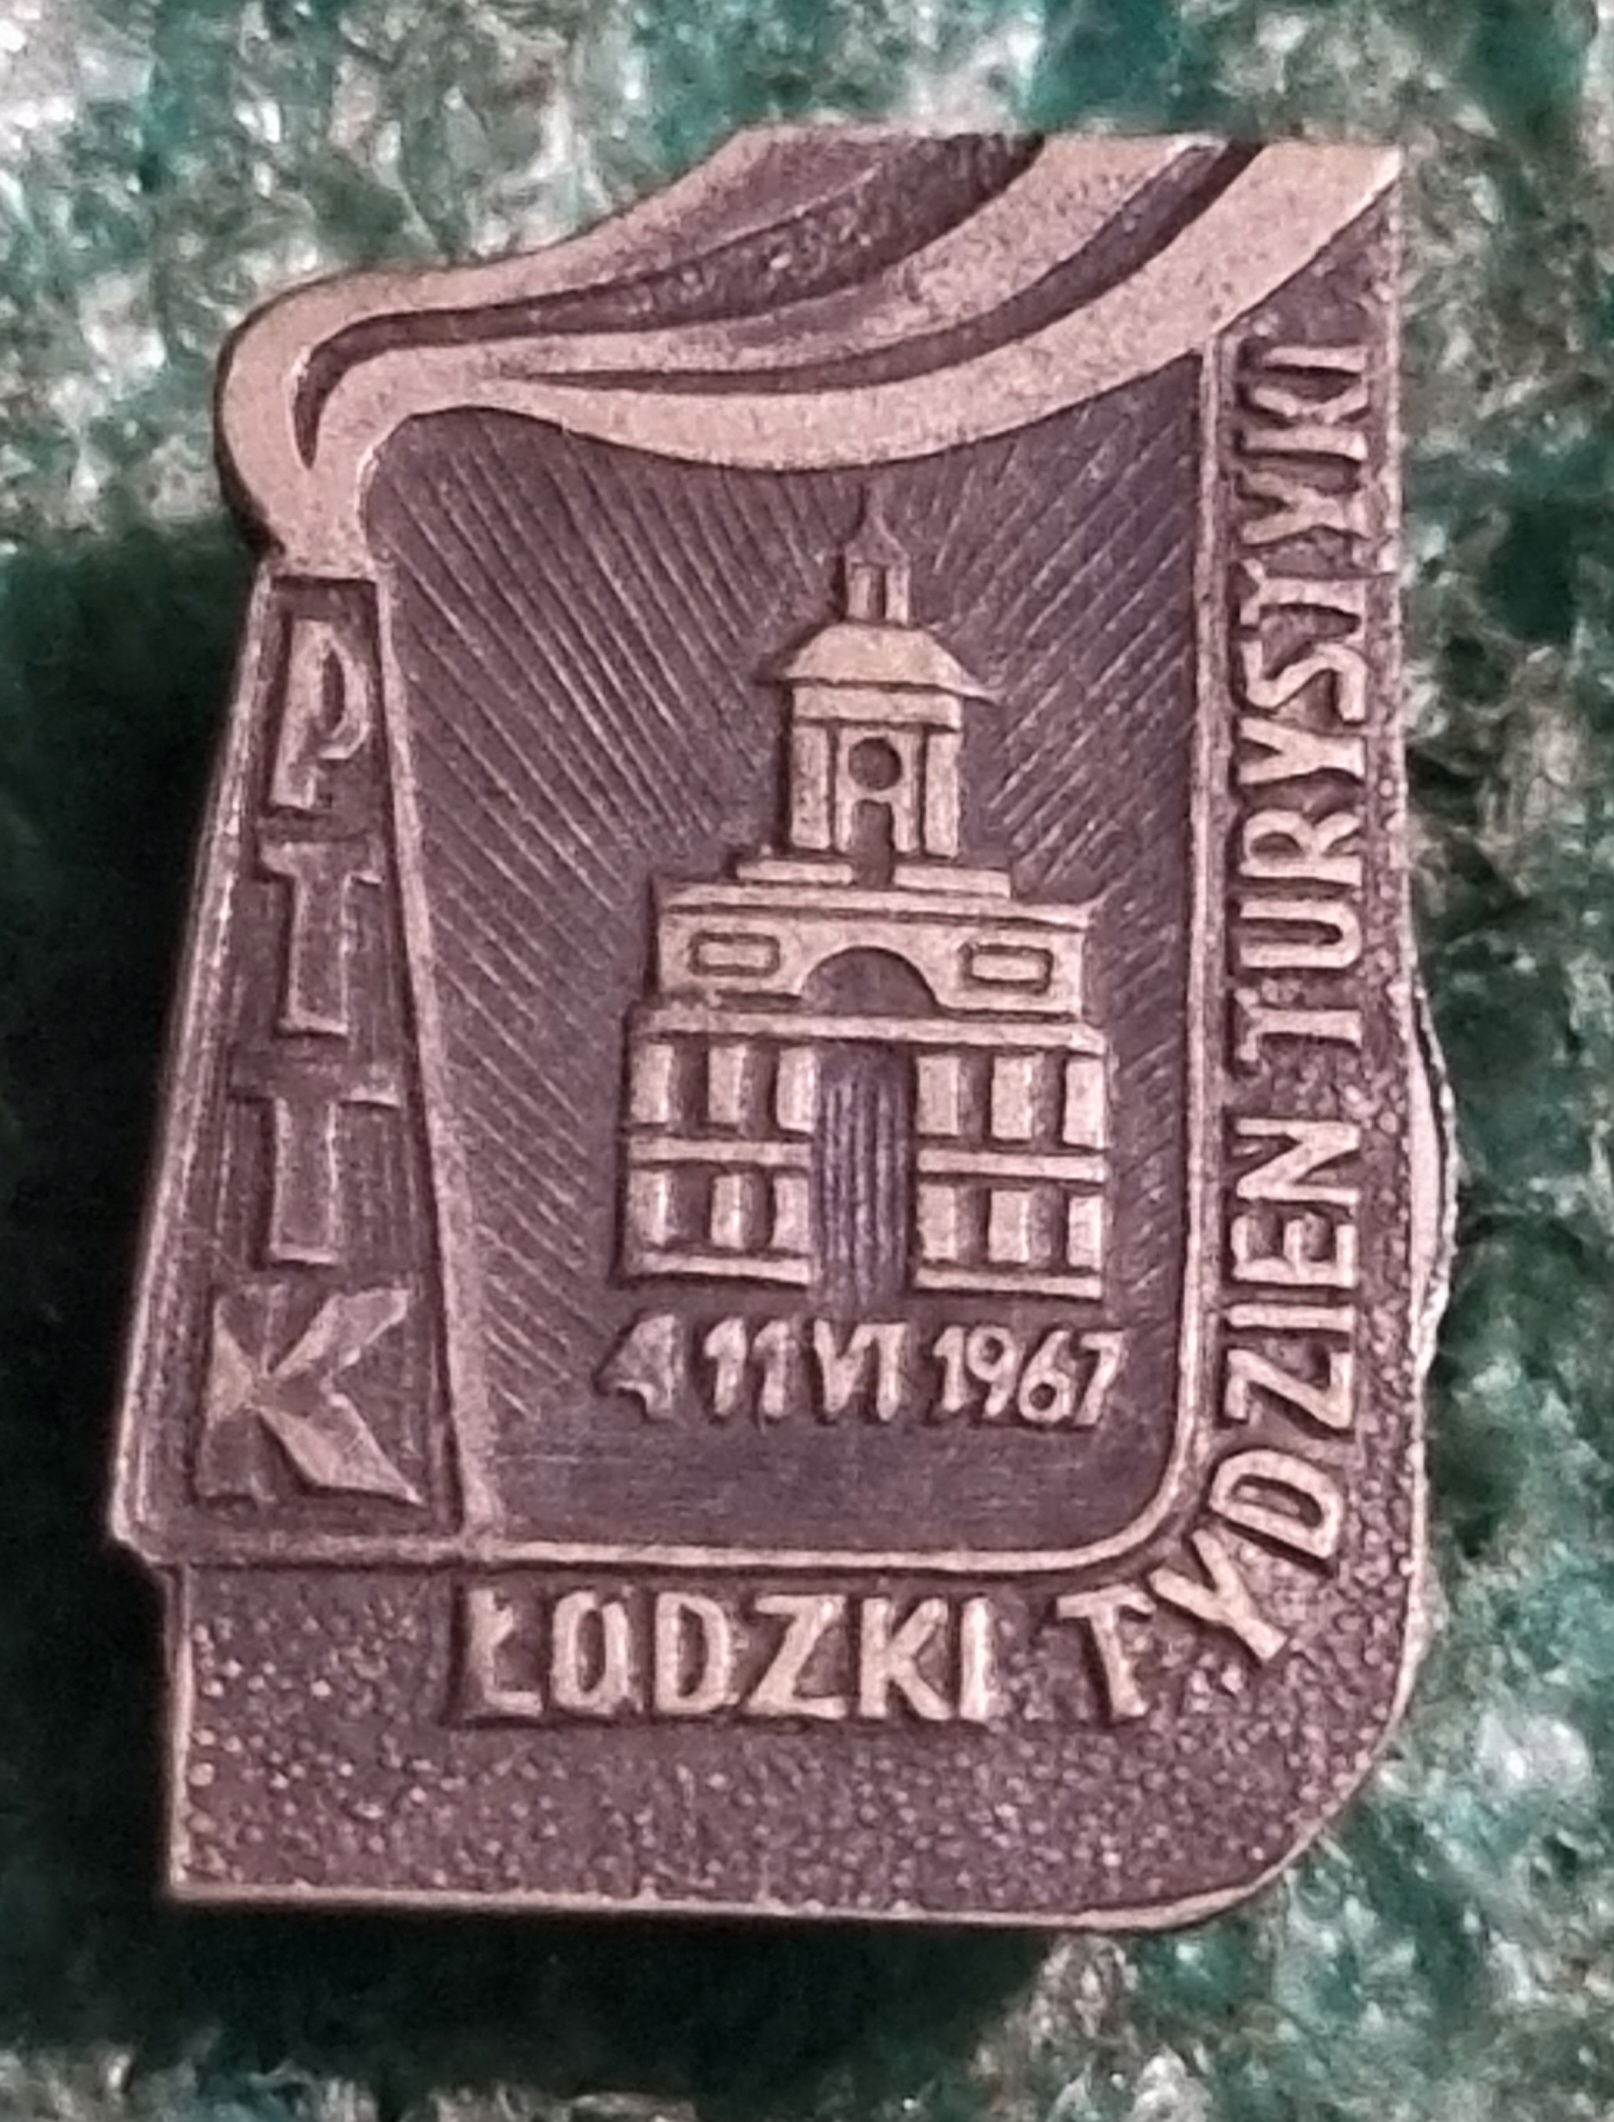 PTTK
4 11 VI 1967
ŁODZKI TYDZIEN TURYSTYKI